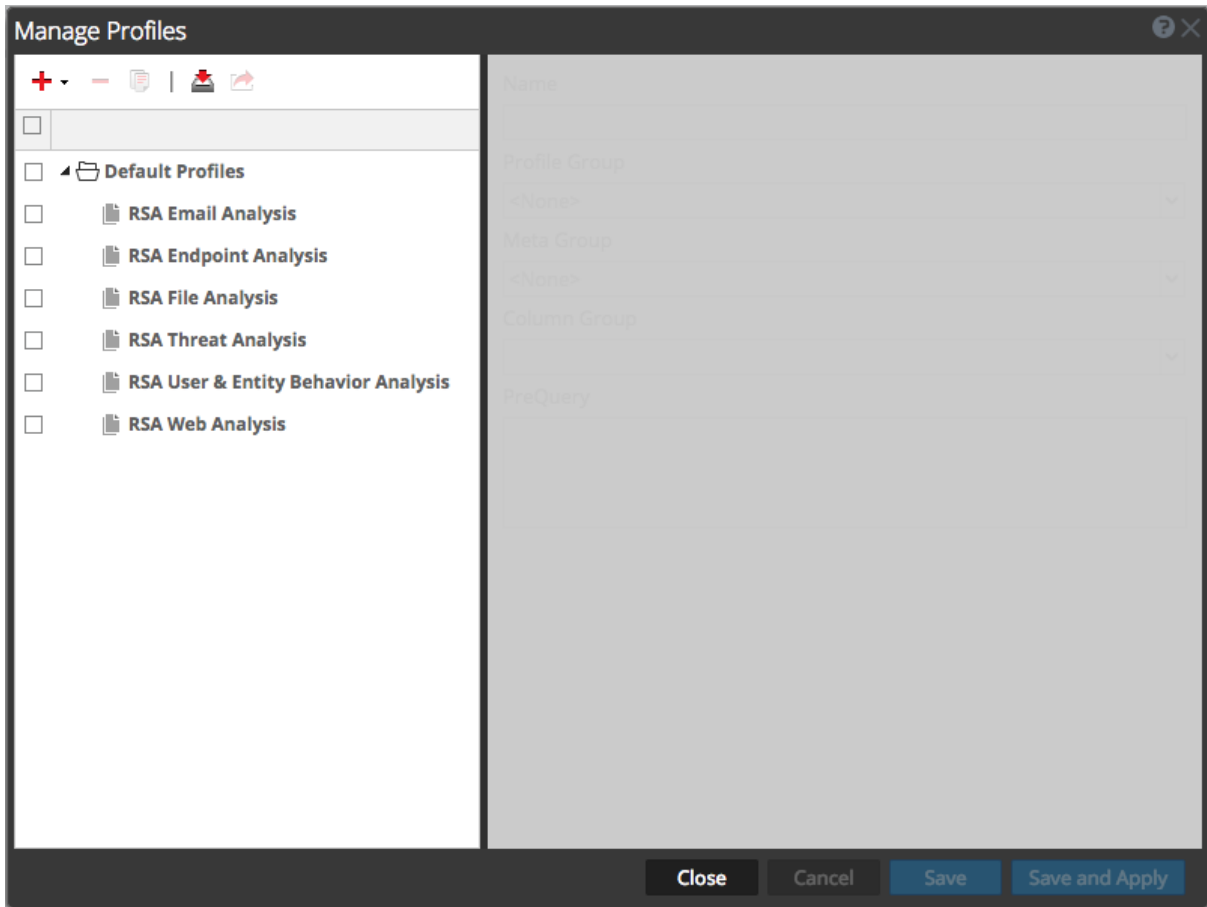 Manage Profiles
Default Profiles
RSA Email Analysis
RSA Endpoint Analysis
RSA File Analysis
RSA Threat Analysis
RSA User & Entity Behavior Analysis
RSA Web Analysis
Name
Profile Group
<None>
Meta Group
<None>
Column Group
PreQuery
Close Cancel Save Save and Apply